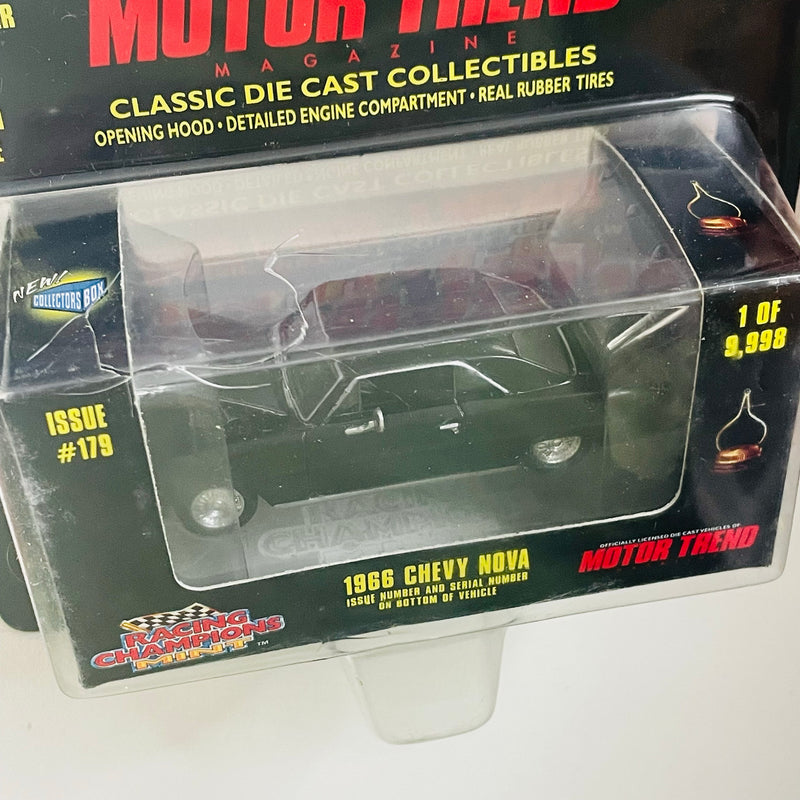 MOTOR TREND
MAGAZINE
CLASSIC DIE CAST COLLECTIBLES
OPENING HOOD • DETAILED ENGINE COMPARTMENT • REAL RUBBER TIRES
NEW!
COLLECTORS BOX
1 OF
9,998
ISSUE
#179
OFFICIALLY LICENSED DIE CAST VEHICLES OF
MOTOR TREND
1966 CHEVY NOVA
ISSUE NUMBER AND SERIAL NUMBER
ON BOTTOM OF VEHICLE
RACING
CHAMPIONS
MINT™